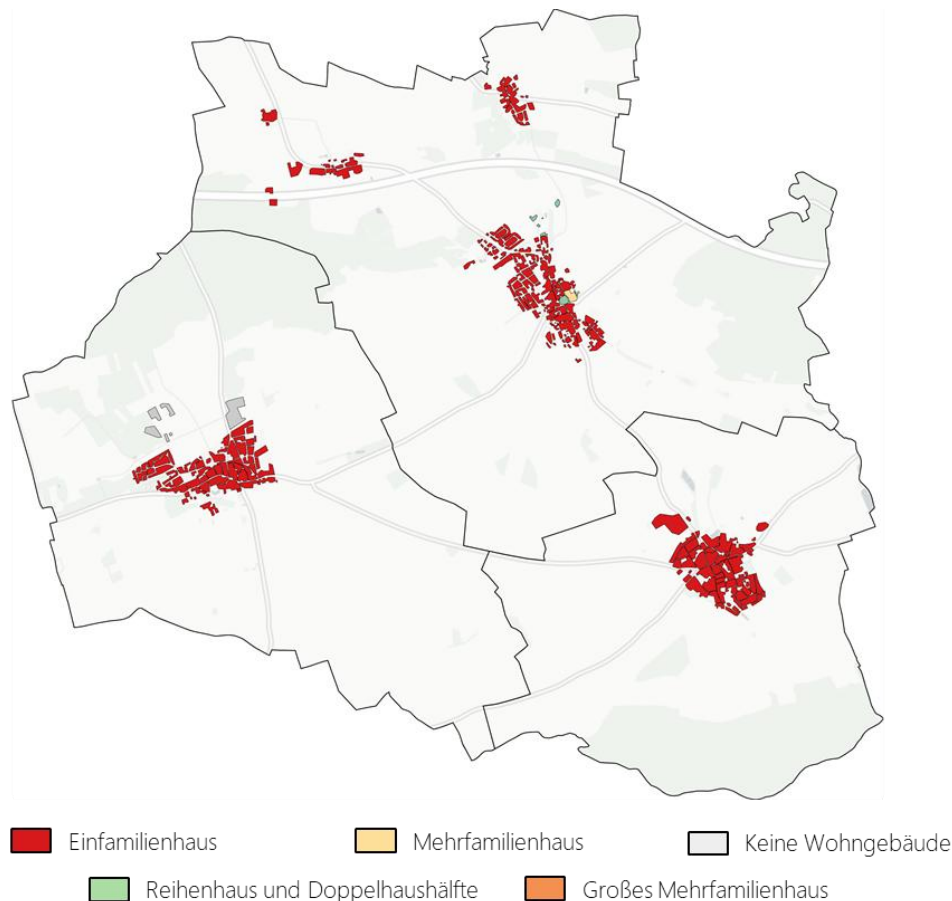 Einfamilienhaus
Mehrfamilienhaus
Keine Wohngebäude
Reihenhaus und Doppelhaushälfte
Großes Mehrfamilienhaus